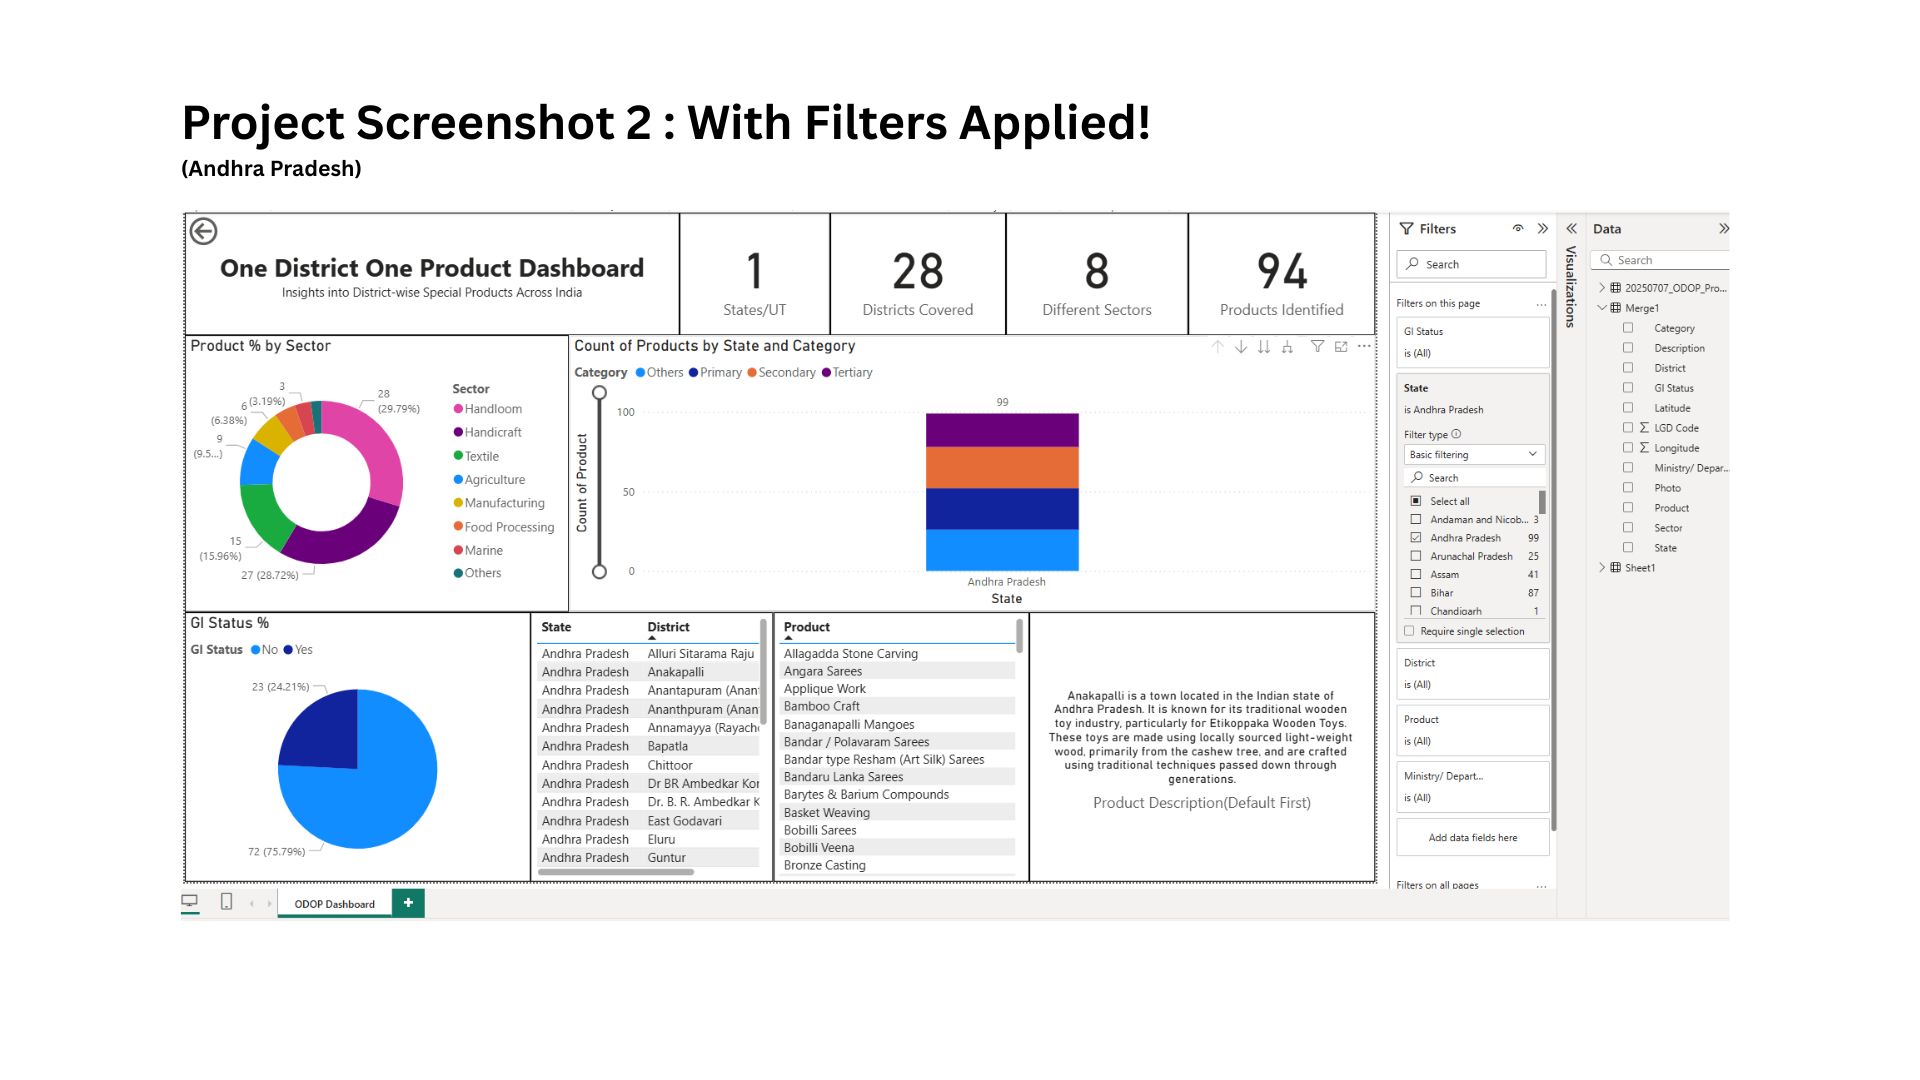 Project Screenshot 2 : With Filters Applied!
(Andhra Pradesh)
One District One Product Dashboard
Insights into District-wise Special Products Across India
1
States/UT
28
Districts Covered
8
Different Sectors
94
Products Identified
Product % by Sector
28
(29.79%)
27 (28.72%)
15
(15.96%)
9
(9.5...)
6
(6.38%)
3
(3.19%)
Sector
Handloom
Handicraft
Textile
Agriculture
Manufacturing
Food Processing
Marine
Others
Count of Products by State and Category
Category Others Primary Secondary Tertiary
Count of Product
100
50
0
99
Andhra Pradesh
State
GI Status %
GI Status No Yes
23 (24.21%)
72 (75.79%)
State District
Andhra Pradesh Alluri Sitarama Raju
Andhra Pradesh Anakapalli
Andhra Pradesh Anantapuram (Anan
Andhra Pradesh Ananthpuram (Anan
Andhra Pradesh Annamayya (Rayach
Andhra Pradesh Bapatla
Andhra Pradesh Chittoor
Andhra Pradesh Dr BR Ambedkar Kor
Andhra Pradesh Dr. B. R. Ambedkar K
Andhra Pradesh East Godavari
Andhra Pradesh Eluru
Andhra Pradesh Guntur
Product
Allagadda Stone Carving
Angara Sarees
Applique Work
Bamboo Craft
Banaganapalli Mangoes
Bandar / Polavaram Sarees
Bandar type Resham (Art Silk) Sarees
Bandaru Lanka Sarees
Barytes & Barium Compounds
Basket Weaving
Bobilli Sarees
Bobilli Veena
Bronze Casting
Anakapalli is a town located in the Indian state of
Andhra Pradesh. It is known for its traditional wooden
toy industry, particularly for Etikoppaka Wooden Toys.
These toys are made using locally sourced light-weight
wood, primarily from the cashew tree, and are crafted
using traditional techniques passed down through
generations.
Product Description(Default First)
ODOP Dashboard
+
Filters
Search
Filters on this page ...
GI Status
is (All)
State
is Andhra Pradesh
Filter type
Basic filtering
Search
Select all
Andaman and Nicob... 3
Andhra Pradesh 99
Arunachal Pradesh 25
Assam 41
Bihar 87
Chandigarh 1
Require single selection
District
is (All)
Product
is (All)
Ministry/ Depart...
is (All)
Add data fields here
Filters on all pages ...
Visualizations
Data
Search
20250707_ODOP_Pro...
Merge1
Category
Description
District
GI Status
Latitude
Σ LGD Code
Σ Longitude
Ministry/ Depar...
Photo
Product
Sector
State
Sheet1